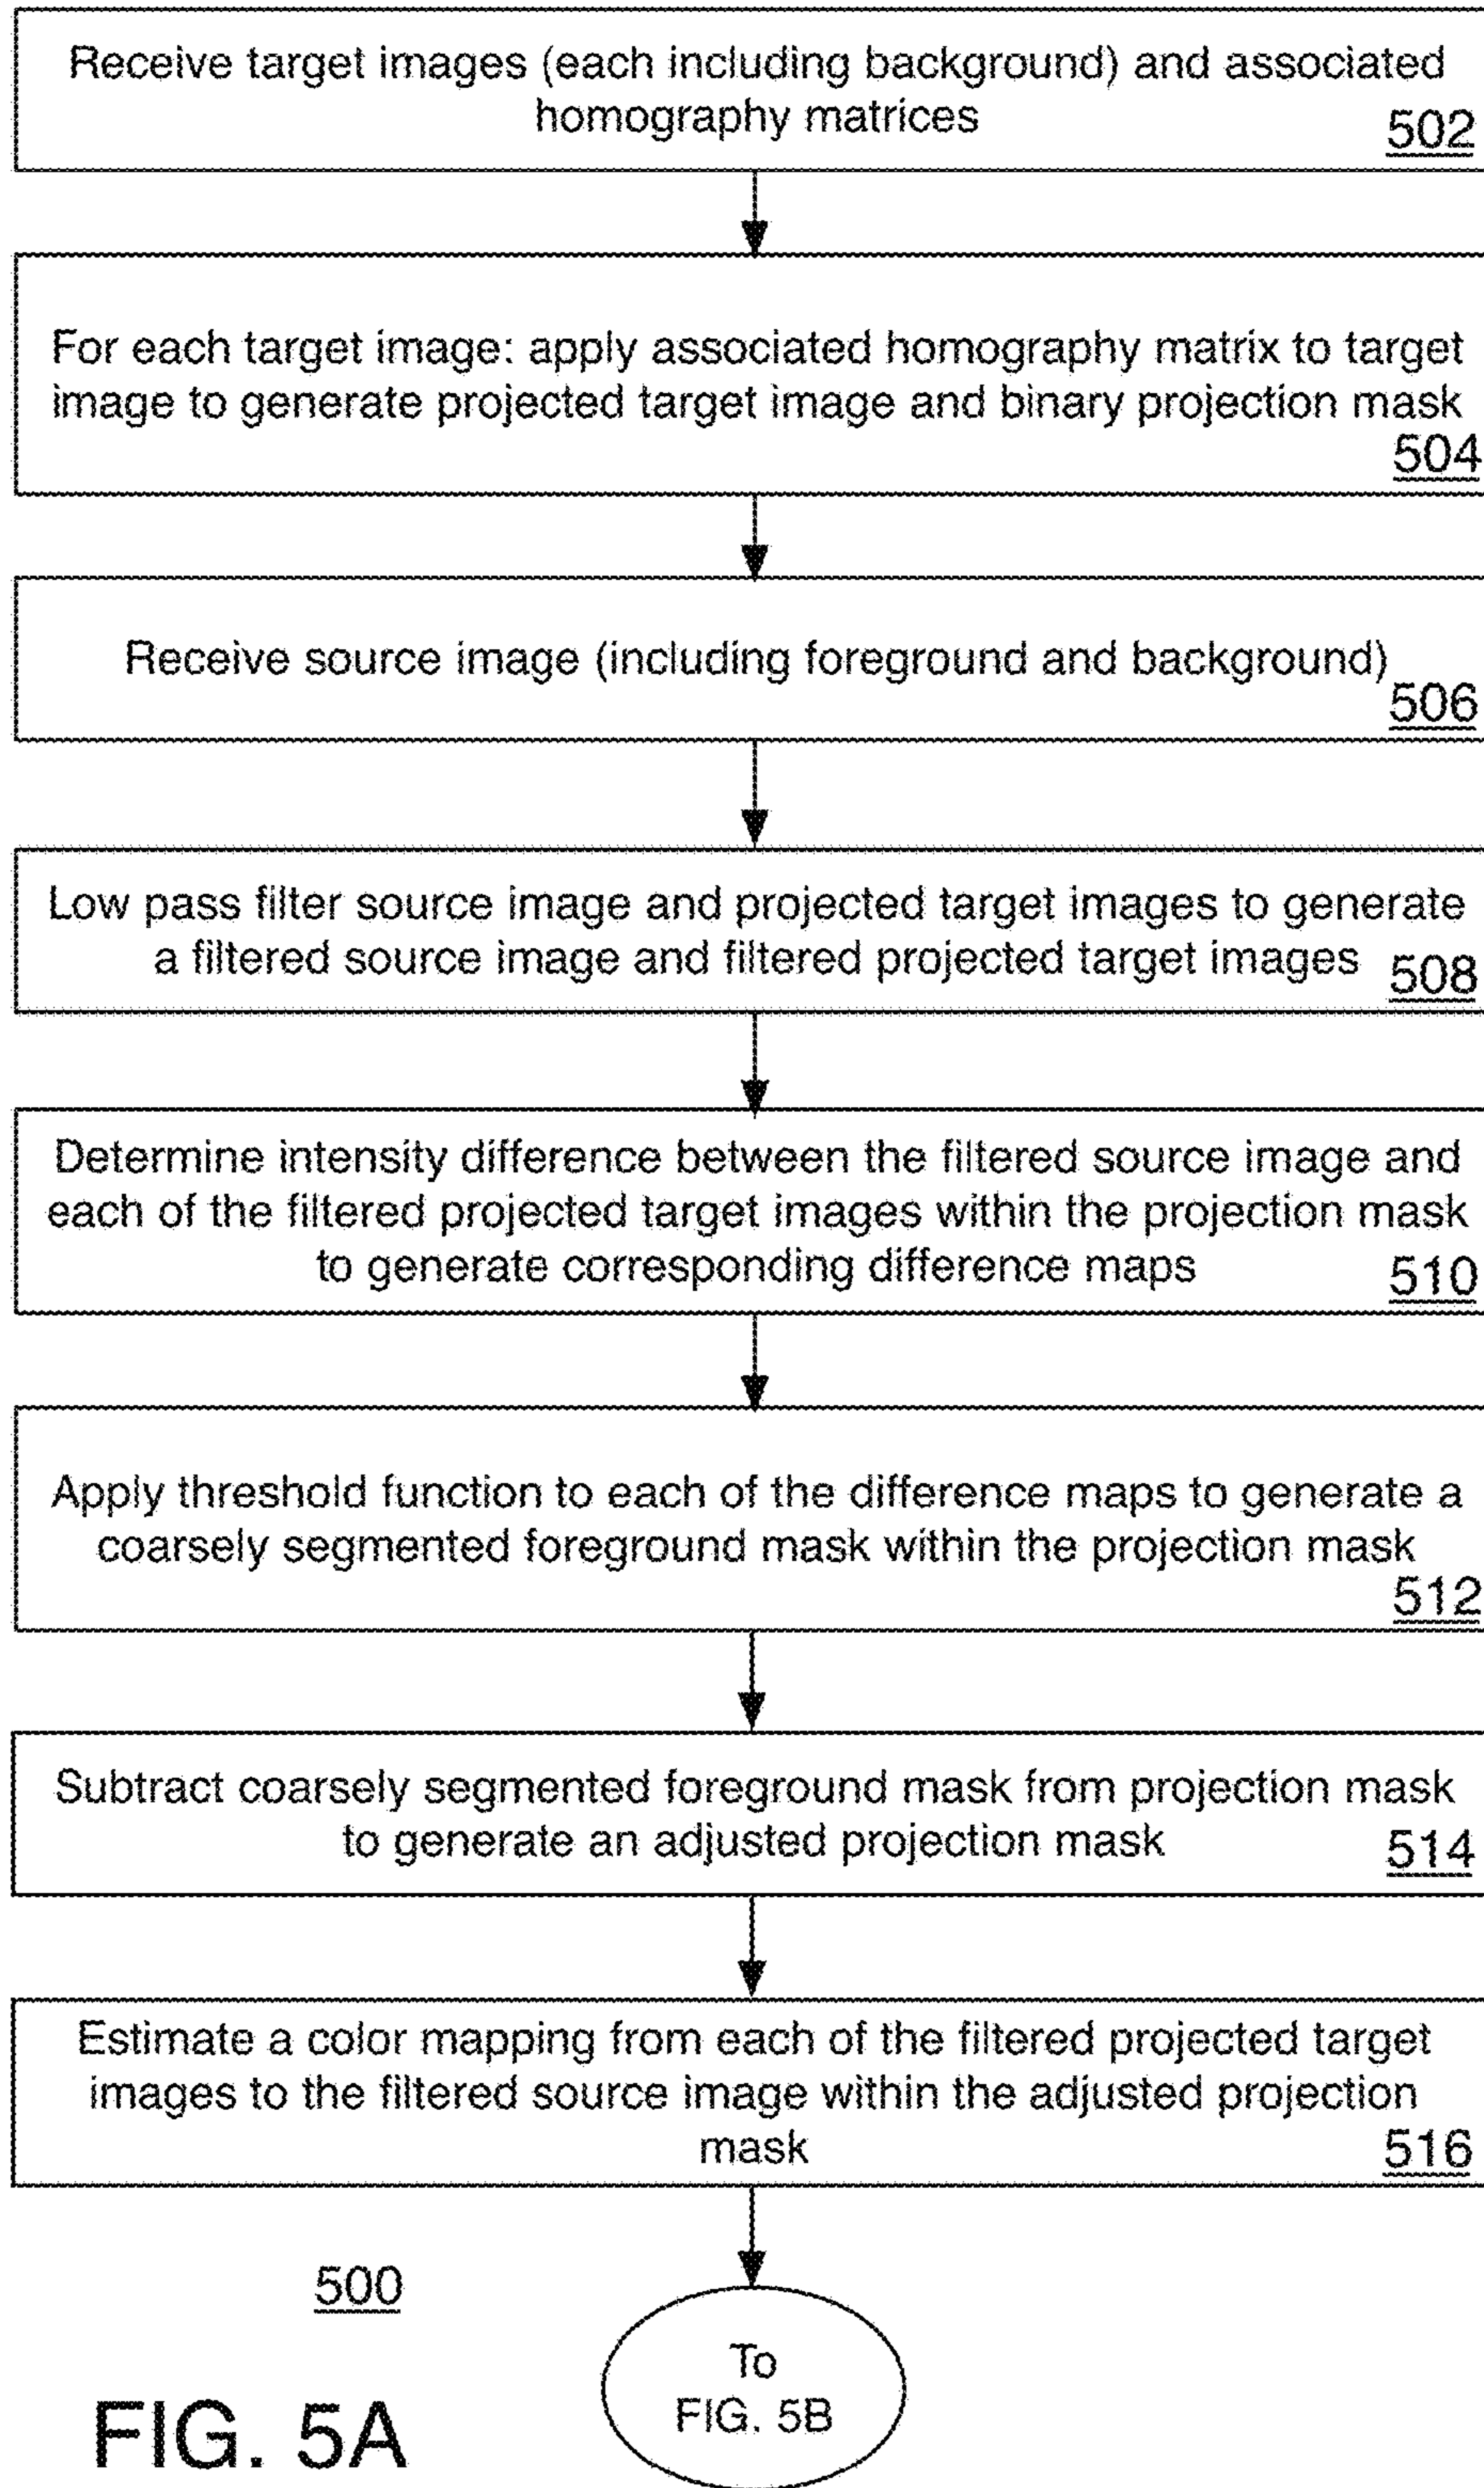 Receive target images (each including background) and associated
homography matrices
502
For each target image: apply associated homography matrix to target
image to generate projected target image and binary projection mask
504
Receive source image (including foreground and background)
506
Low pass filter source image and projected target images to generate
a filtered source image and filtered projected target images
508
Determine intensity difference between the filtered source image and
each of the filtered projected target images within the projection mask
to generate corresponding difference maps
510
Apply threshold function to each of the difference maps to generate a
coarsely segmented foreground mask within the projection mask
512
Subtract coarsely segmented foreground mask from projection mask
to generate an adjusted projection mask
514
Estimate a color mapping from each of the filtered projected target
images to the filtered source image within the adjusted projection
mask
516
500
To
FIG. 5B
FIG. 5A